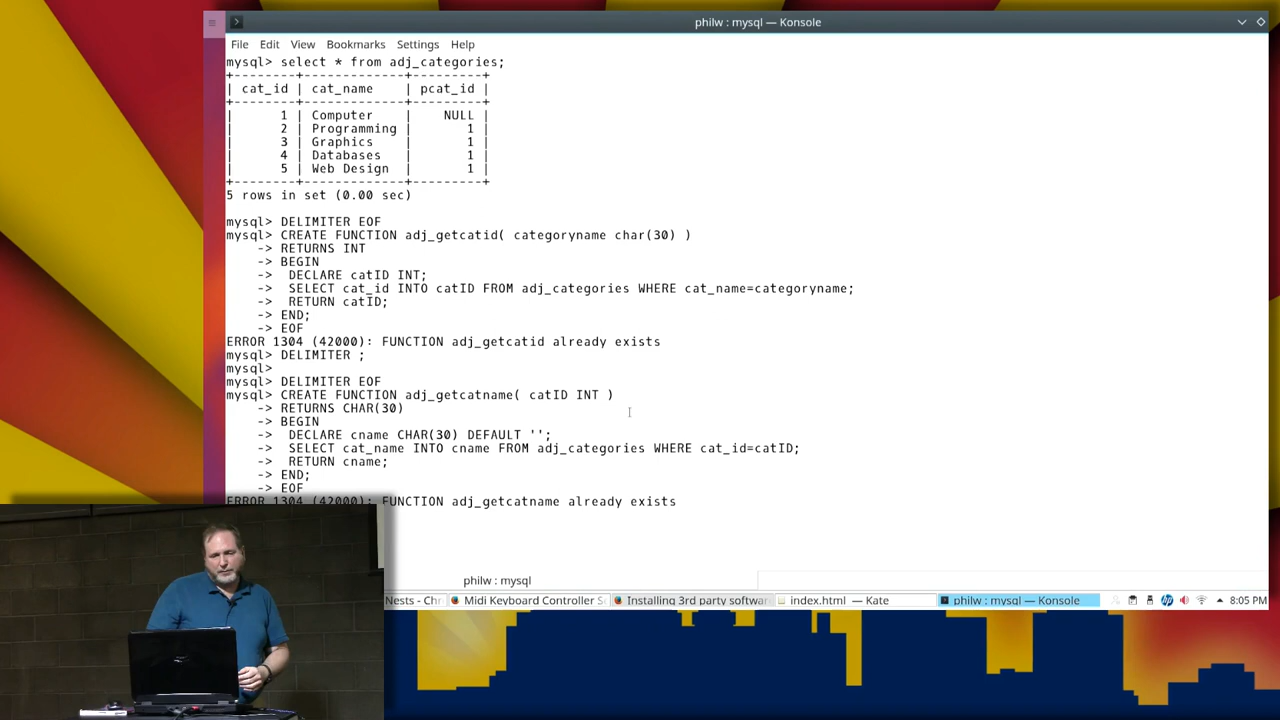 philw : mysql — Konsole
File Edit View Bookmarks Settings Help
mysql> select * from adj_categories;
+--------+-------------+---------+
| cat_id | cat_name    | pcat_id |
+--------+-------------+---------+
|      1 | Computer    |    NULL |
|      2 | Programming |       1 |
|      3 | Graphics    |       1 |
|      4 | Databases   |       1 |
|      5 | Web Design  |       1 |
+--------+-------------+---------+
5 rows in set (0.00 sec)
mysql> DELIMITER EOF
mysql> CREATE FUNCTION adj_getcatid( categoryname char(30) )
    -> RETURNS INT
    -> BEGIN
    ->  DECLARE catID INT;
    ->  SELECT cat_id INTO catID FROM adj_categories WHERE cat_name=categoryname;
    ->  RETURN catID;
    -> END;
    -> EOF
ERROR 1304 (42000): FUNCTION adj_getcatid already exists
mysql> DELIMITER ;
mysql>
mysql> DELIMITER EOF
mysql> CREATE FUNCTION adj_getcatname( catID INT )
    -> RETURNS CHAR(30)
    -> BEGIN
    ->  DECLARE cname CHAR(30) DEFAULT '';
    ->  SELECT cat_name INTO cname FROM adj_categories WHERE cat_id=catID;
    ->  RETURN cname;
    -> END;
    -> EOF
ERROR 1304 (42000): FUNCTION adj_getcatname already exists
philw : mysql
Nests - Chr Midi Keyboard Controller S Installing 3rd party softwa index.html — Kate philw : mysql — Konsole 8:05 PM